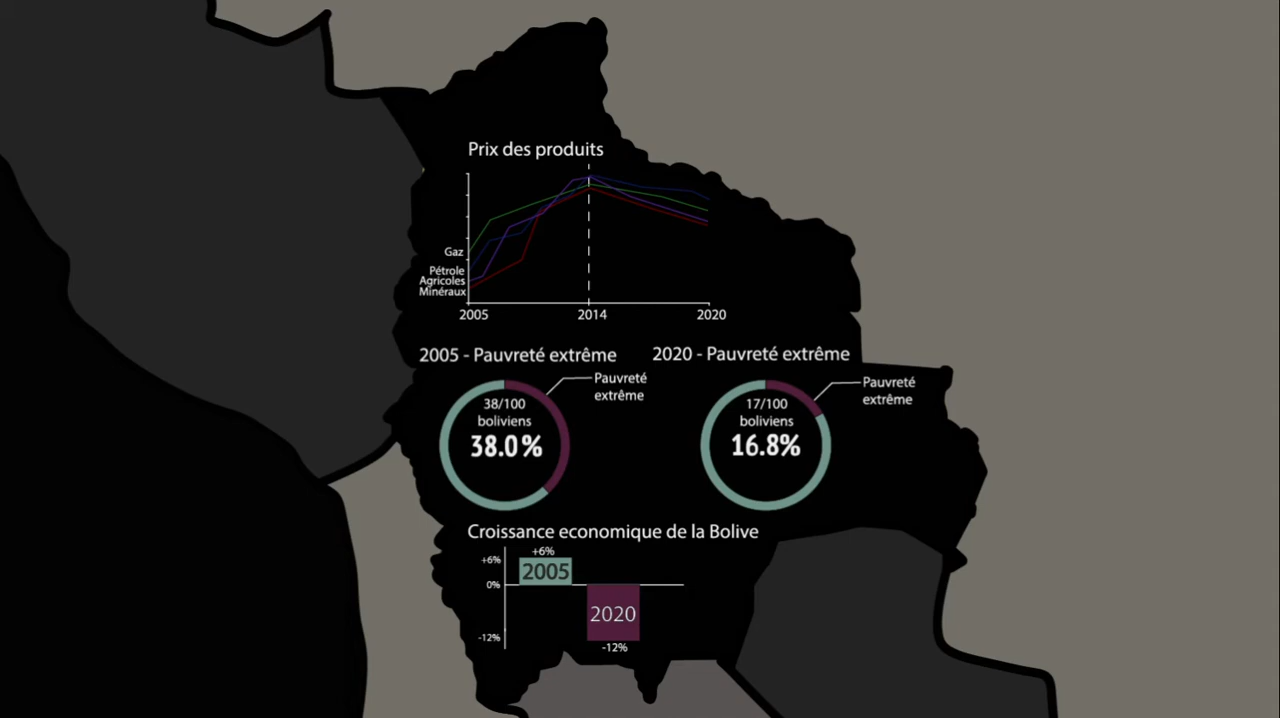 Prix des produits
Gaz
Pétrole
Agricoles
Minéraux
2005 2014 2020
2005 - Pauvreté extrême
2020 - Pauvreté extrême
Pauvreté
extrême
38/100
boliviens
38.0%
Pauvreté
extrême
17/100
boliviens
16.8%
Croissance economique de la Bolive
+6%
+6%
2005
0%
2020
-12%
-12%